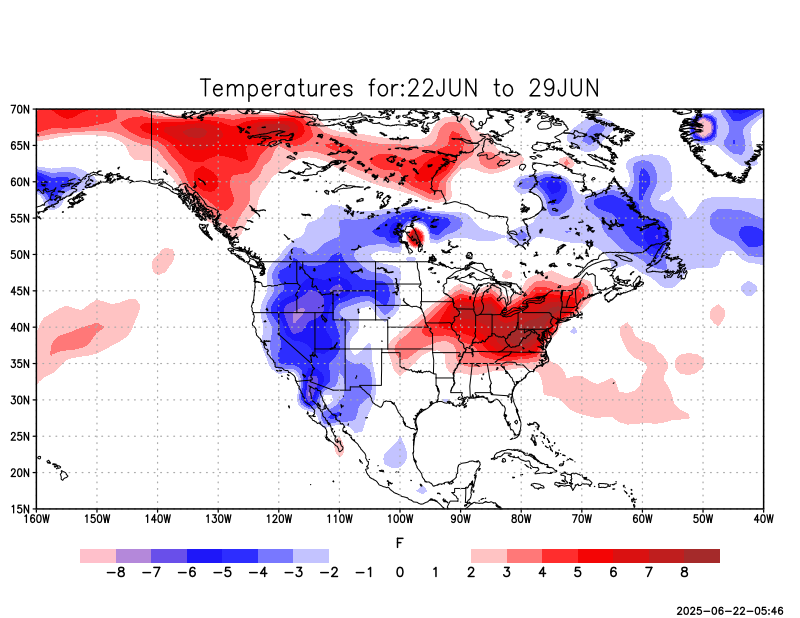 Temperatures for:22JUN to 29JUN
70N
65N
60N
55N
50N
45N
40N
35N
30N
25N
20N
15N
160W 150W 140W 130W 120W 110W 100W 90W 80W 70W 60W 50W 40W
F
−8 −7 −6 −5 −4 −3 −2 −1 0 1 2 3 4 5 6 7 8
2025-06-22-05:46